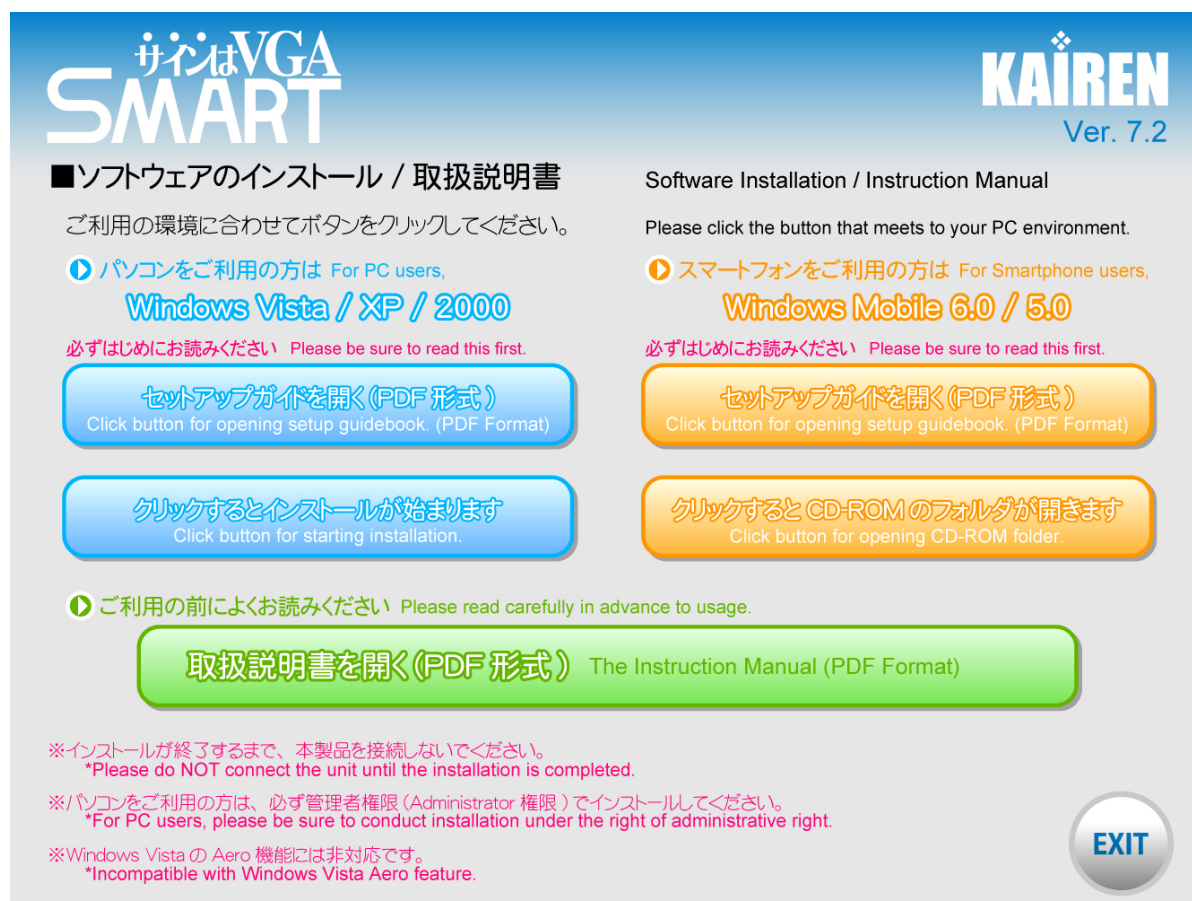 サインはVGA
SMART
KAIREN
Ver. 7.2
■ソフトウェアのインストール / 取扱説明書
Software Installation / Instruction Manual
ご利用の環境に合わせてボタンをクリックしてください。
Please click the button that meets to your PC environment.
パソコンをご利用の方は For PC users,
Windows Vista / XP / 2000
必ずはじめにお読みください Please be sure to read this first.
セットアップガイドを開く(PDF 形式)
Click button for opening setup guidebook. (PDF Format)
クリックするとインストールが始まります
Click button for starting installation.
スマートフォンをご利用の方は For Smartphone users,
Windows Mobile 6.0 / 5.0
必ずはじめにお読みください Please be sure to read this first.
セットアップガイドを開く(PDF 形式)
Click button for opening setup guidebook. (PDF Format)
クリックすると CD-ROM のフォルダが開きます
Click button for opening CD-ROM folder.
ご利用の前によくお読みください Please read carefully in advance to usage.
取扱説明書を開く(PDF 形式) The Instruction Manual (PDF Format)
※インストールが終了するまで、本製品を接続しないでください。
*Please do NOT connect the unit until the installation is completed.
※パソコンをご利用の方は、必ず管理者権限(Administrator 権限)でインストールしてください。
*For PC users, please be sure to conduct installation under the right of administrative right.
※Windows Vista の Aero 機能には非対応です。
*Incompatible with Windows Vista Aero feature.
EXIT